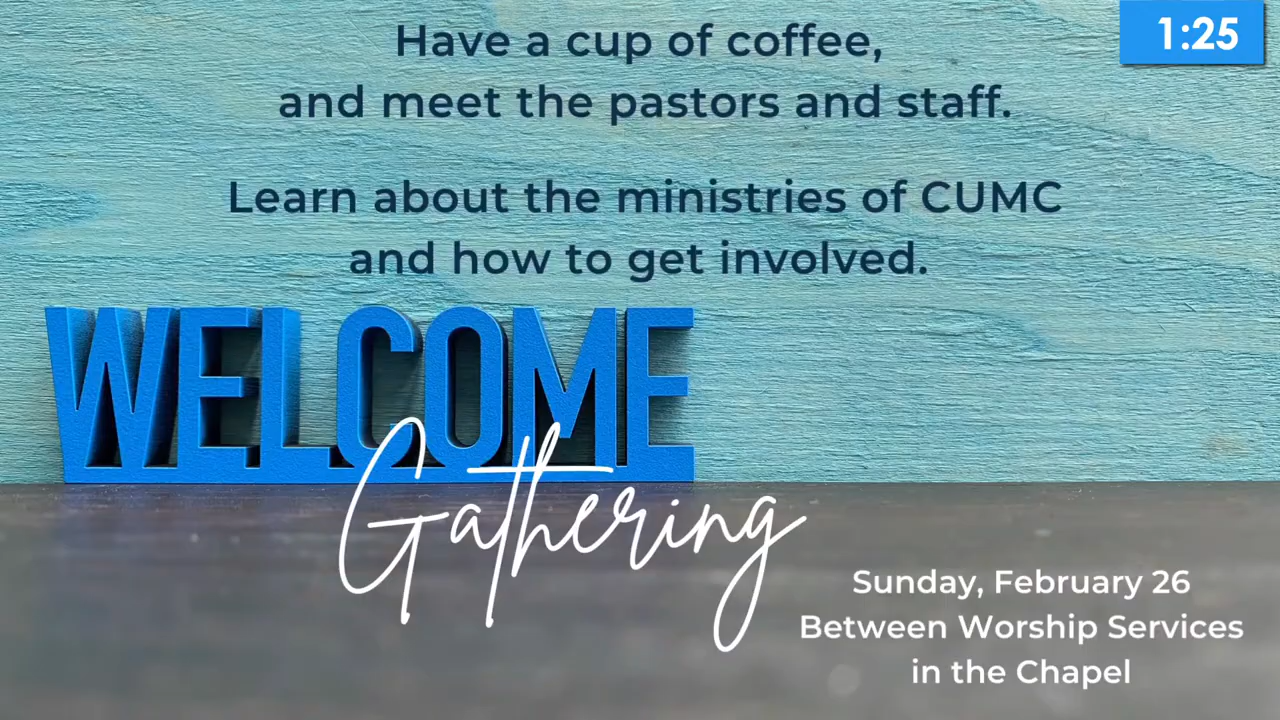 1:25
Have a cup of coffee,
and meet the pastors and staff.
Learn about the ministries of CUMC
and how to get involved.
WELCOME
Gathering
Sunday, February 26
Between Worship Services
in the Chapel